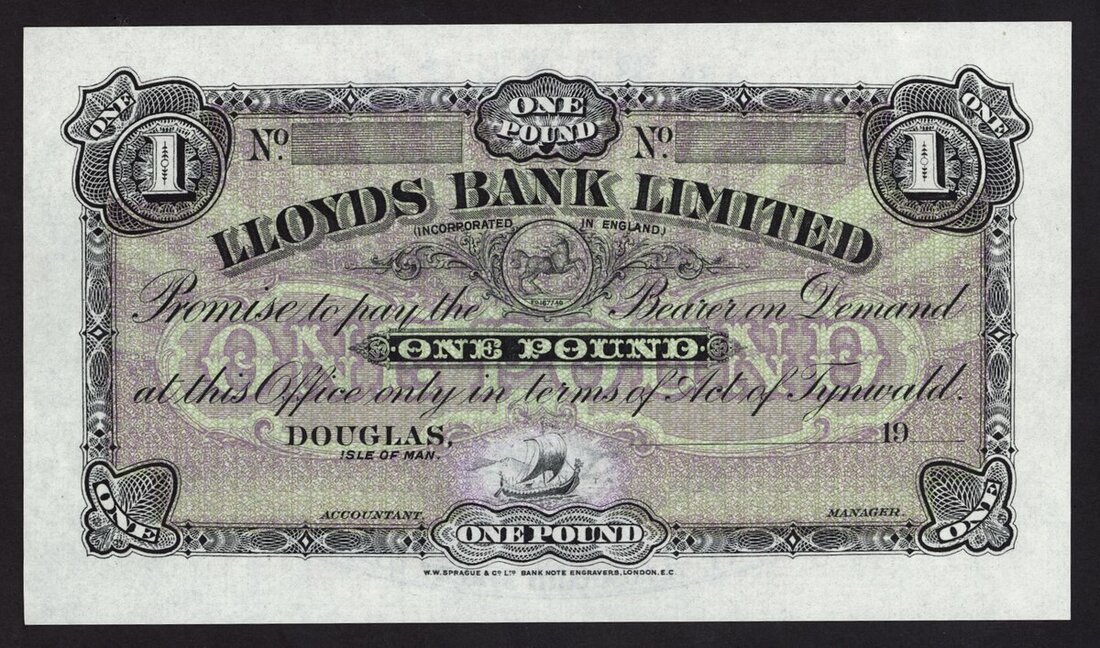 ONE
ONE
ONE POUND
1
1
No. No.
LLOYDS BANK LIMITED
(INCORPORATED IN ENGLAND.)
Promise to pay the Bearer on Demand
ONE POUND
ONE POUND
at this Office only in terms of Act of Tynwald.
DOUGLAS, 19
ISLE OF MAN.
ACCOUNTANT. MANAGER.
ONE
ONE POUND
ONE
W.W. SPRAGUE & Co. LTD BANK NOTE ENGRAVERS, LONDON, E.C.